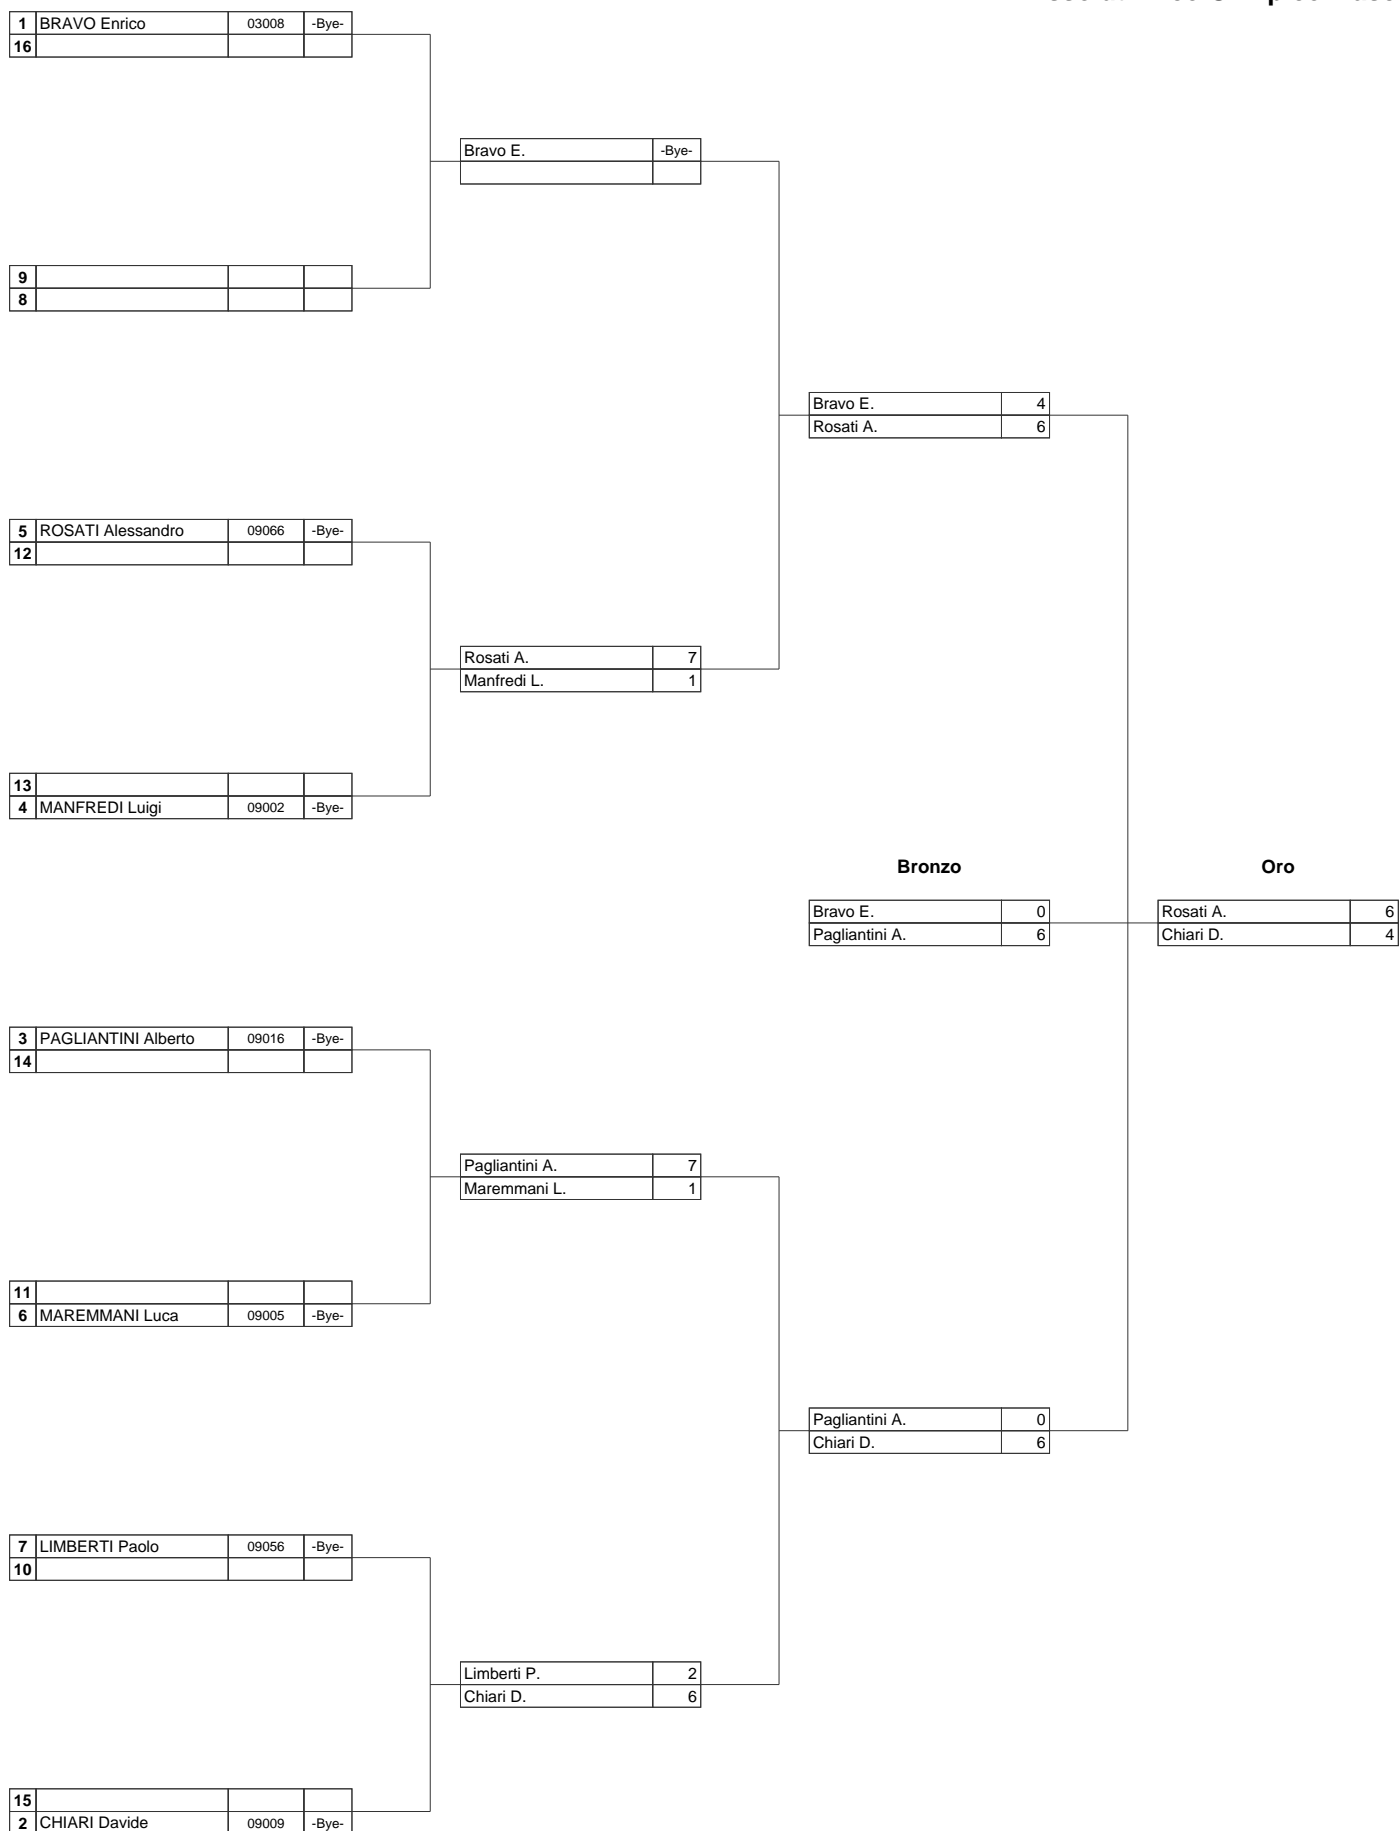 1 BRAVO Enrico 03008 -Bye-
16
Bravo E. -Bye-
9
8
Bravo E. 4
Rosati A. 6
5 ROSATI Alessandro 09066 -Bye-
12
Rosati A. 7
Manfredi L. 1
13
4 MANFREDI Luigi 09002 -Bye-
Bronzo Oro
Bravo E. 0 Rosati A. 6
Pagliantini A. 6 Chiari D. 4
3 PAGLIANTINI Alberto 09016 -Bye-
14
Pagliantini A. 7
Maremmani L. 1
11
6 MAREMMANI Luca 09005 -Bye-
Pagliantini A. 0
Chiari D. 6
7 LIMBERTI Paolo 09056 -Bye-
10
Limberti P. 2
Chiari D. 6
15
2 CHIARI Davide 09009 -Bye-